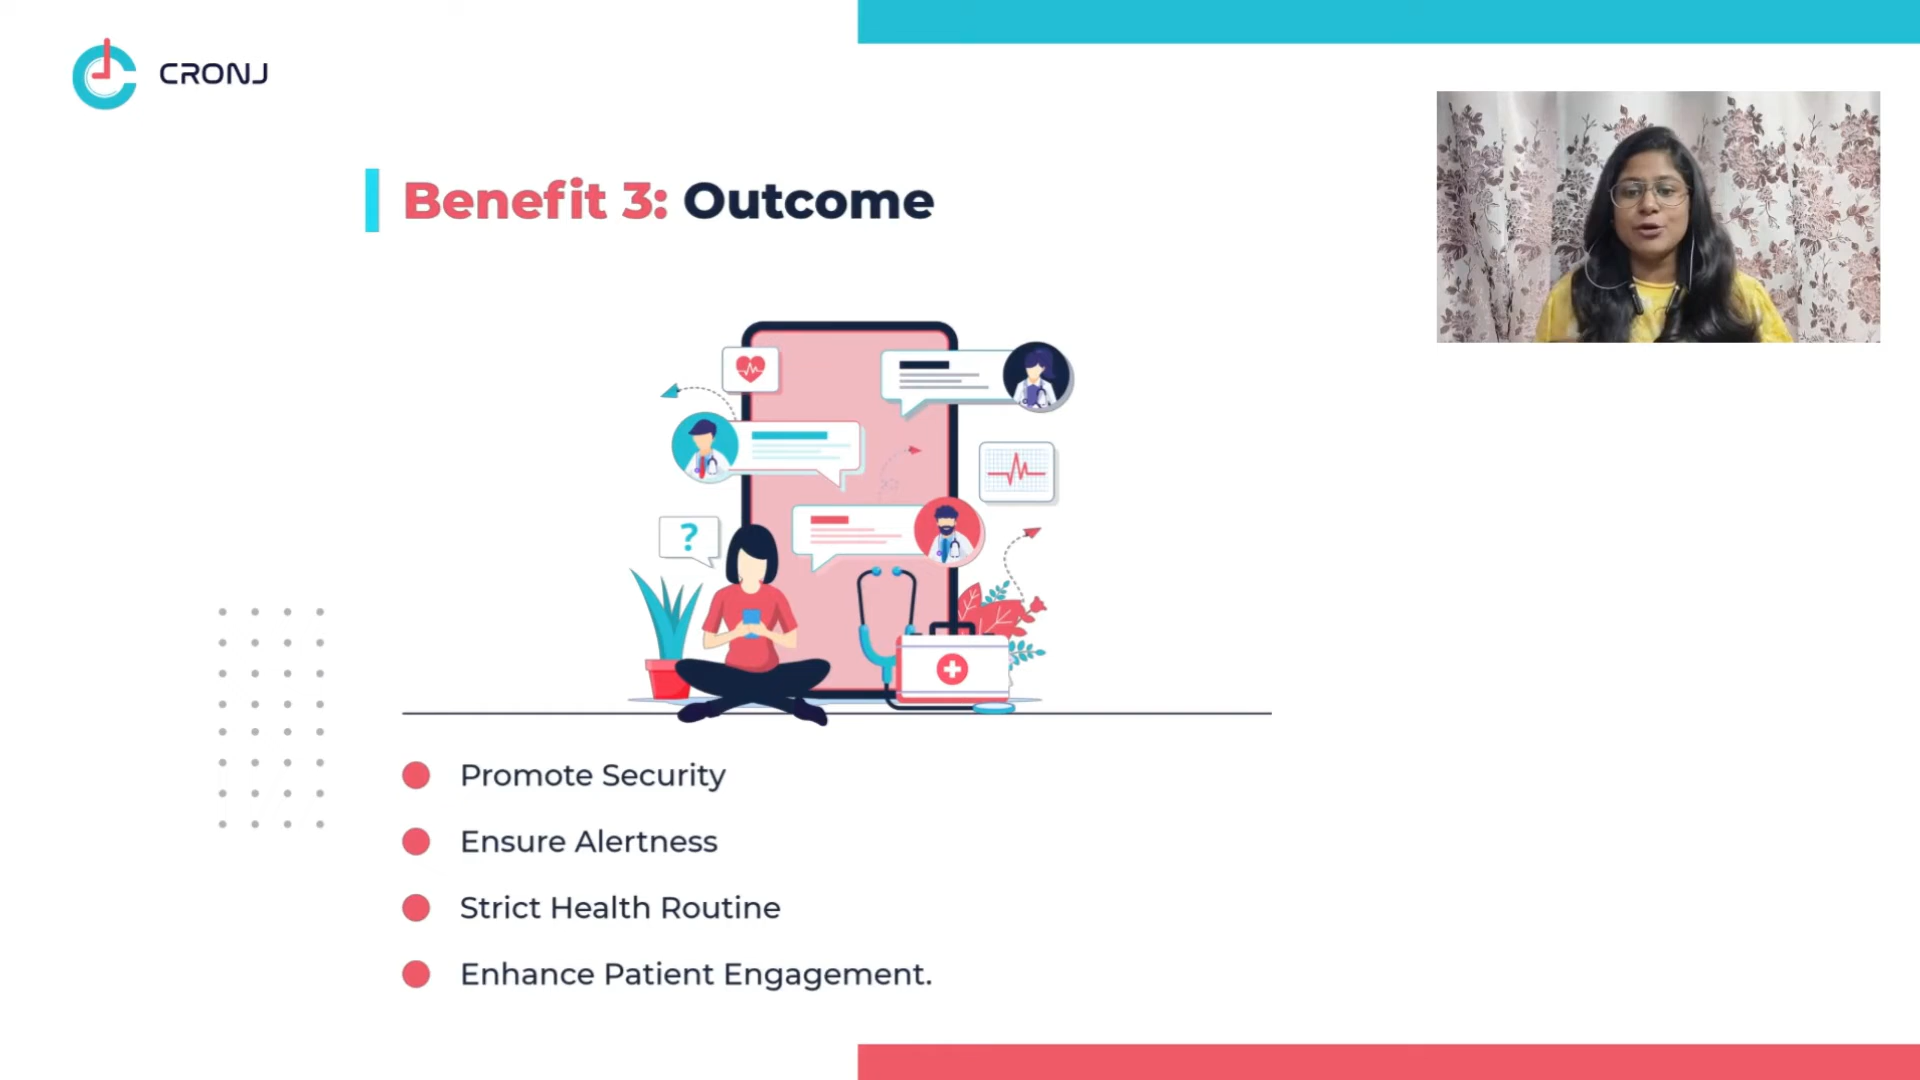 CRONJ
Benefit 3: Outcome
?
Promote Security
Ensure Alertness
Strict Health Routine
Enhance Patient Engagement.